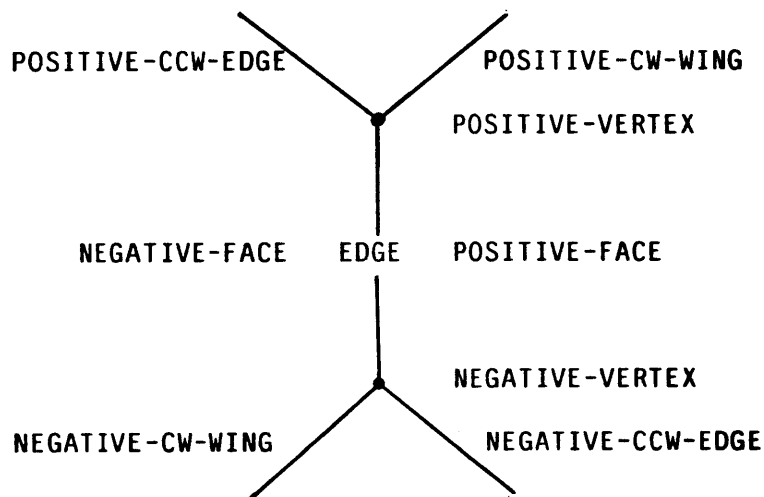 POSITIVE-CCW-EDGE POSITIVE-CW-WING
POSITIVE-VERTEX
NEGATIVE-FACE EDGE POSITIVE-FACE
NEGATIVE-VERTEX
NEGATIVE-CW-WING NEGATIVE-CCW-EDGE